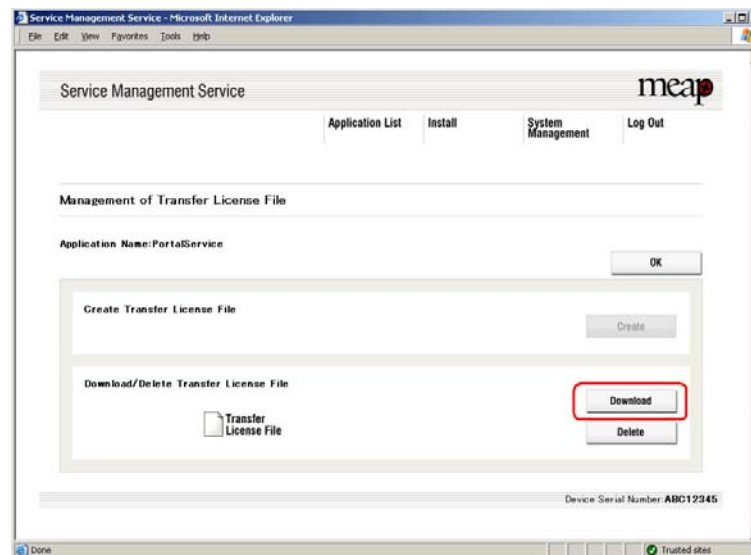 Service Management Service - Microsoft Internet Explorer
File Edit View Favorites Tools Help
Service Management Service
meap
Application List Install System Management Log Out
Management of Transfer License File
Application Name:PortalService
OK
Create Transfer License File
Create
Download/Delete Transfer License File
Download
Transfer
License File
Delete
Device Serial Number:ABC12345
Done
Trusted sites